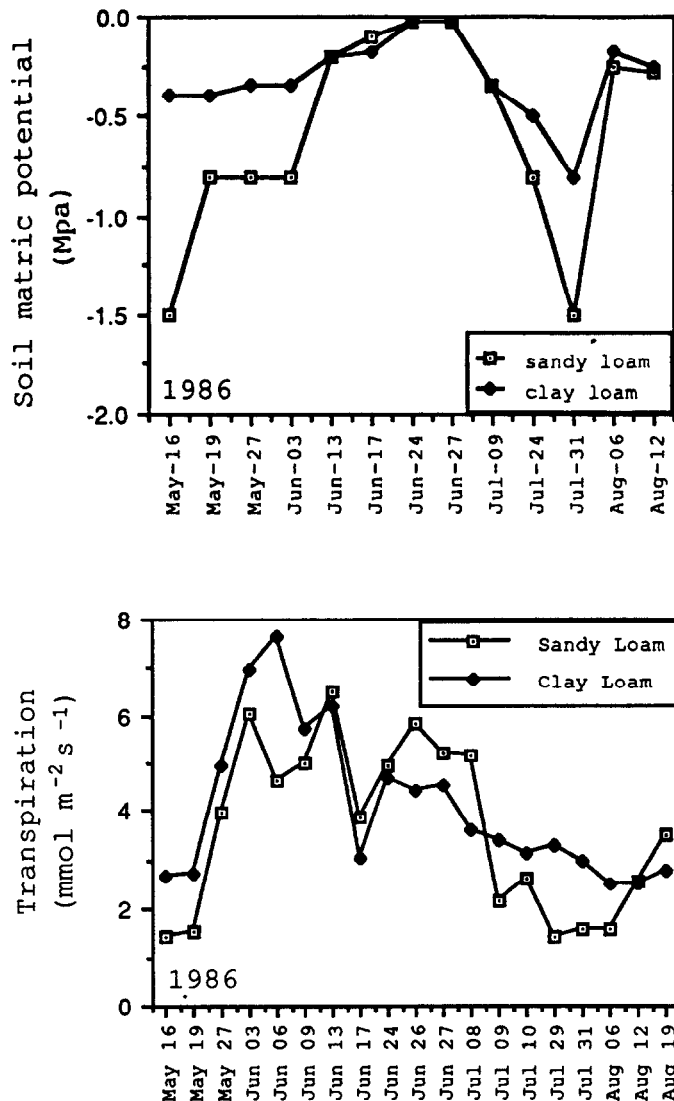 Soil matric potential
(Mpa)
0.0
-0.5
-1.0
-1.5
-2.0
1986
sandy loam
clay loam
May-16
May-19
May-27
Jun-03
Jun-13
Jun-17
Jun-24
Jun-27
Jul-09
Jul-24
Jul-31
Aug-06
Aug-12
Transpiration
(mmol m⁻² s⁻¹)
8
6
4
2
0
1986
Sandy Loam
Clay Loam
May 16
May 19
May 27
Jun 03
Jun 06
Jun 09
Jun 13
Jun 17
Jun 24
Jun 26
Jun 27
Jul 08
Jul 09
Jul 10
Jul 29
Jul 31
Aug 06
Aug 12
Aug 19